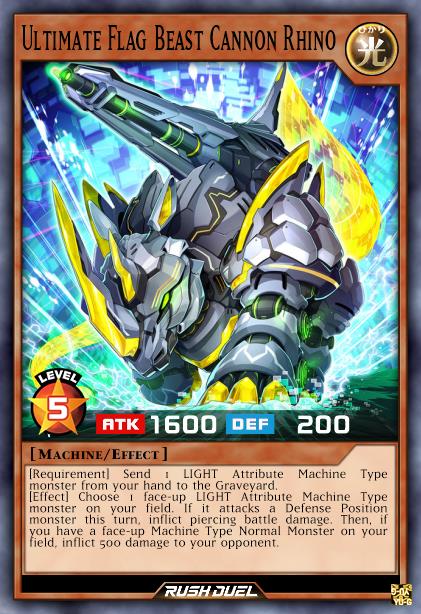 ULTIMATE FLAG BEAST CANNON RHINO
ひかり
光
LEVEL
5
ATK 1600 DEF 200
[MACHINE/EFFECT]
[Requirement] Send 1 LIGHT Attribute Machine Type
monster from your hand to the Graveyard.
[Effect] Choose 1 face-up LIGHT Attribute Machine Type
monster on your field. If it attacks a Defense Position
monster this turn, inflict piercing battle damage. Then, if
you have a face-up Machine Type Normal Monster on your
field, inflict 500 damage to your opponent.
RUSH DUEL